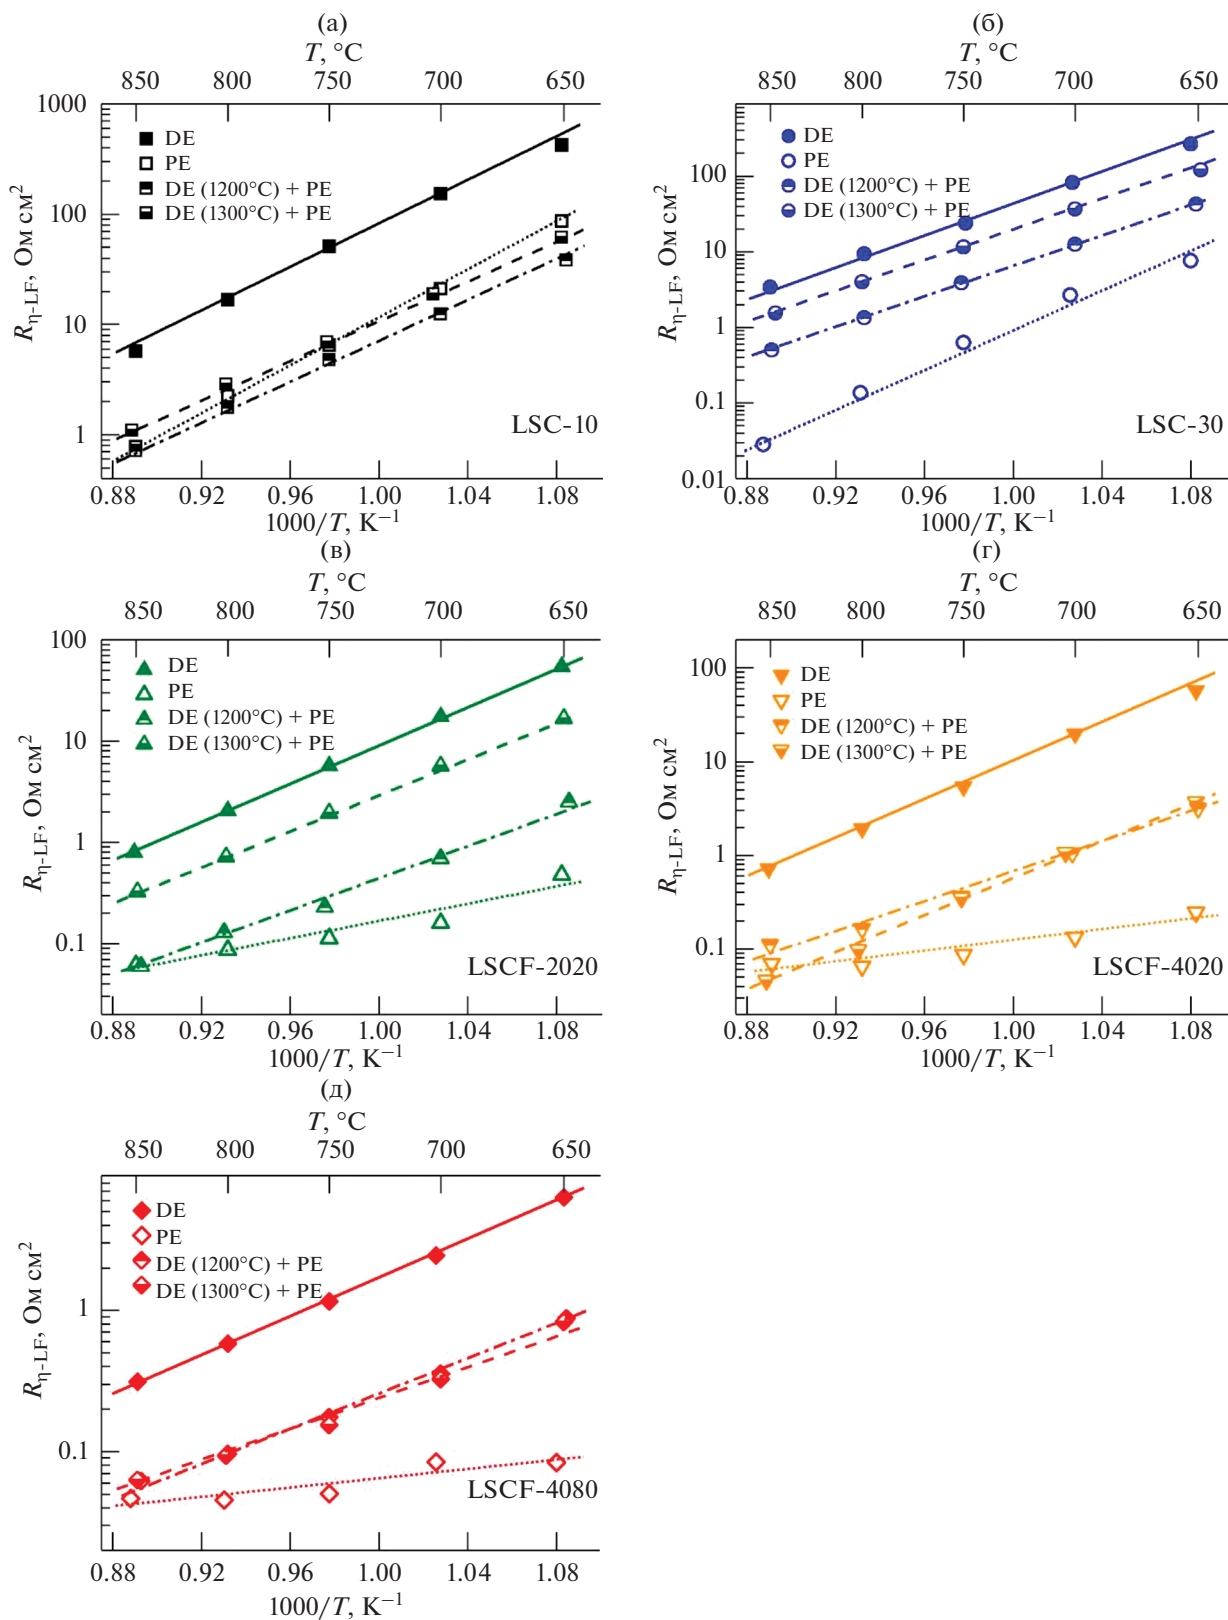 (а)
T, °C
850 800 750 700 650
1000
100
10
1
R η-LF, Ом см²
DE
PE
DE (1200°C) + PE
DE (1300°C) + PE
LSC-10
0.88 0.92 0.96 1.00 1.04 1.08
1000/T, K⁻¹
(б)
T, °C
850 800 750 700 650
100
10
1
0.1
0.01
R η-LF, Ом см²
DE
PE
DE (1200°C) + PE
DE (1300°C) + PE
LSC-30
0.88 0.92 0.96 1.00 1.04 1.08
1000/T, K⁻¹
(в)
T, °C
850 800 750 700 650
100
10
1
0.1
R η-LF, Ом см²
DE
PE
DE (1200°C) + PE
DE (1300°C) + PE
LSCF-2020
0.88 0.92 0.96 1.00 1.04 1.08
1000/T, K⁻¹
(г)
T, °C
850 800 750 700 650
100
10
1
0.1
R η-LF, Ом см²
DE
PE
DE (1200°C) + PE
DE (1300°C) + PE
LSCF-4020
0.88 0.92 0.96 1.00 1.04 1.08
1000/T, K⁻¹
(д)
T, °C
850 800 750 700 650
1
0.1
R η-LF, Ом см²
DE
PE
DE (1200°C) + PE
DE (1300°C) + PE
LSCF-4080
0.88 0.92 0.96 1.00 1.04 1.08
1000/T, K⁻¹